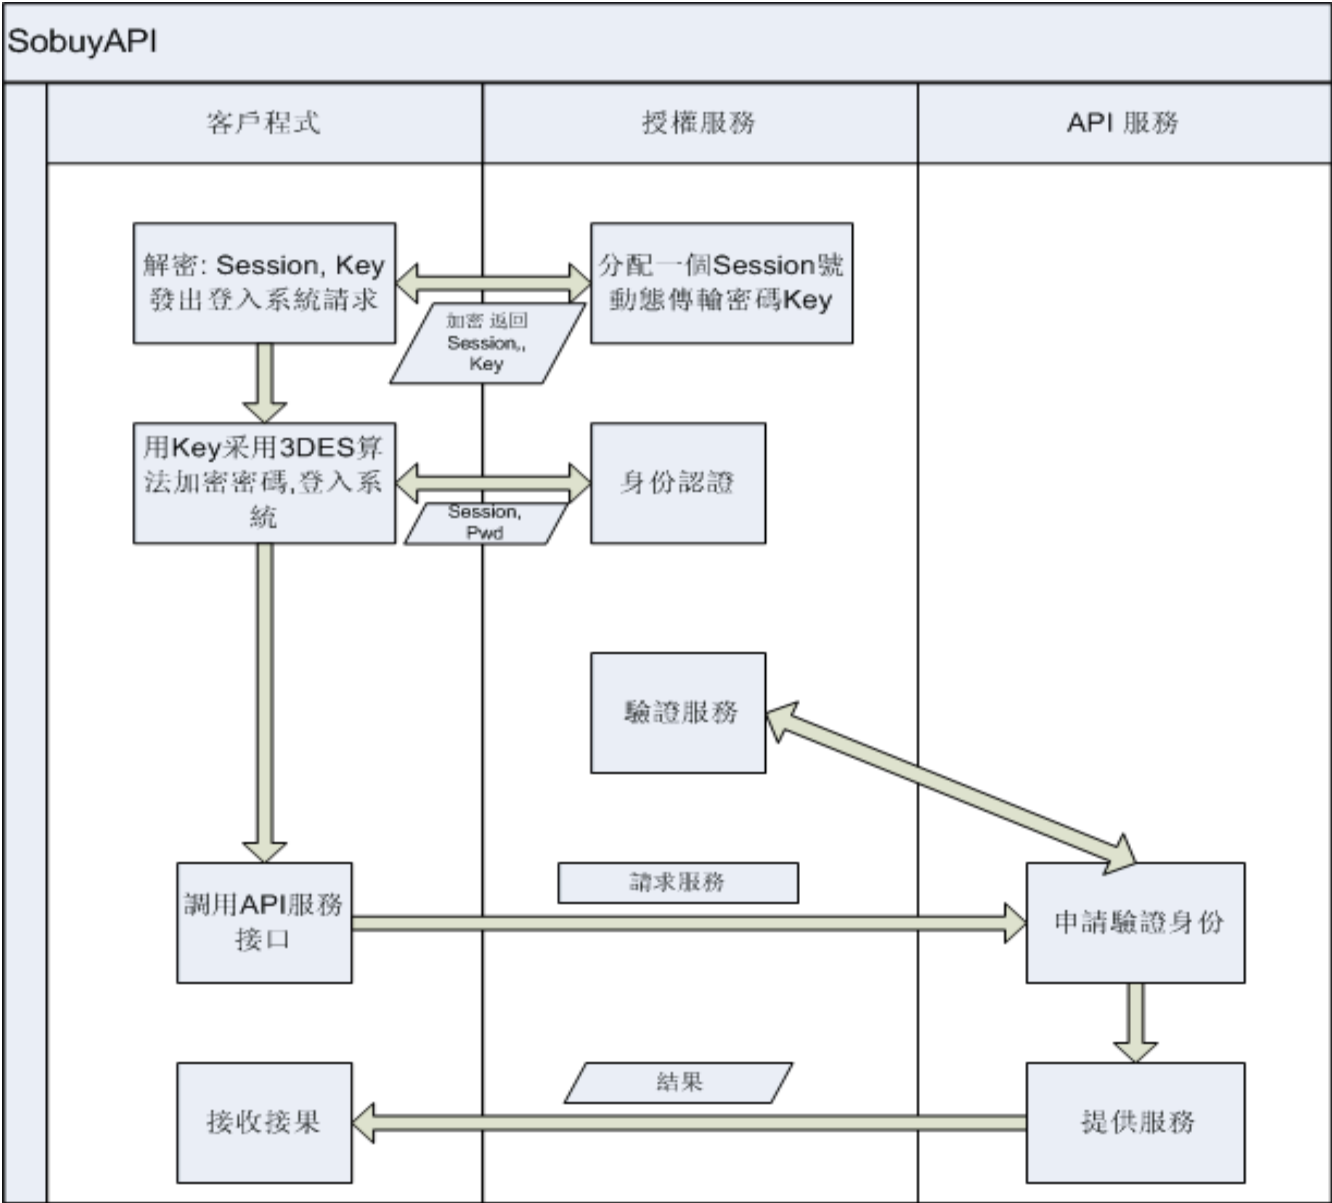 SobuyAPI
客戶程式
授權服務
API 服務
解密: Session, Key
發出登入系統請求
分配一個Session號
動態傳輸密碼Key
加密 返回
Session,,
Key
用Key采用3DES算
法加密密碼,登入系
統
身份認證
Session,
Pwd
驗證服務
調用API服務
接口
請求服務
申請驗證身份
接收接果
結果
提供服務